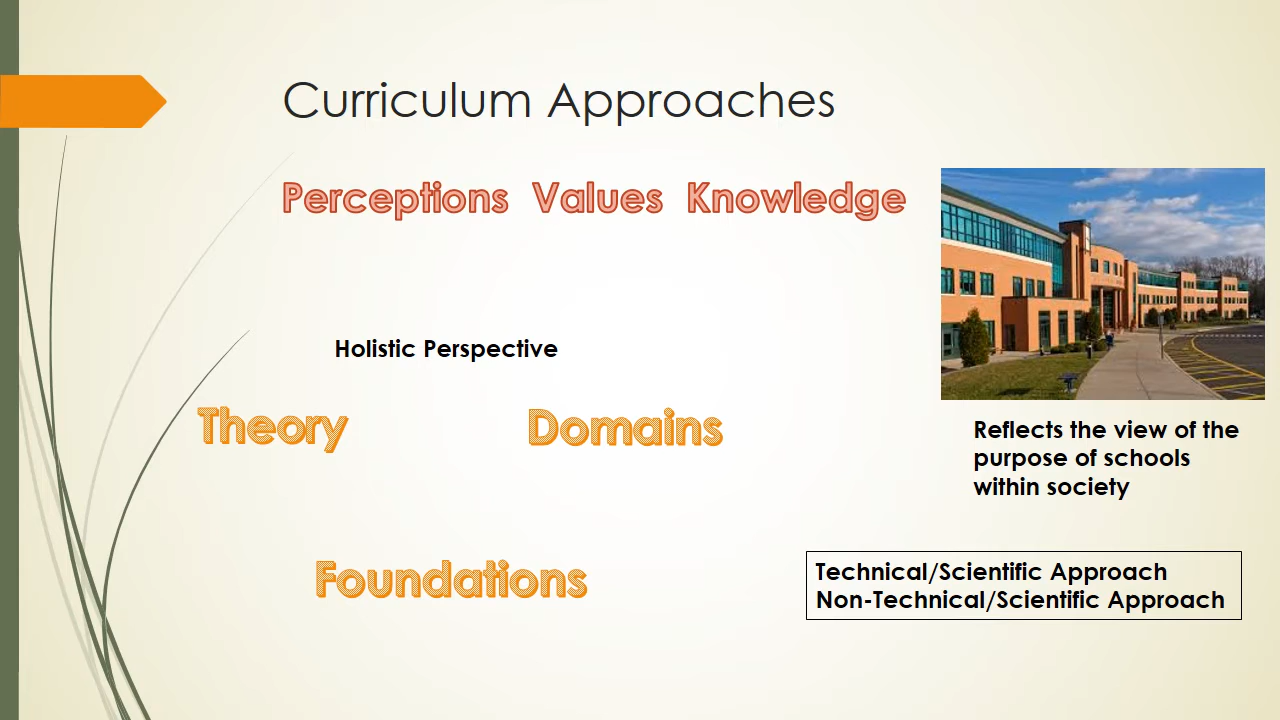 Curriculum Approaches
Perceptions Values Knowledge
Holistic Perspective
Theory Domains
Foundations
Reflects the view of the
purpose of schools
within society
Technical/Scientific Approach
Non-Technical/Scientific Approach